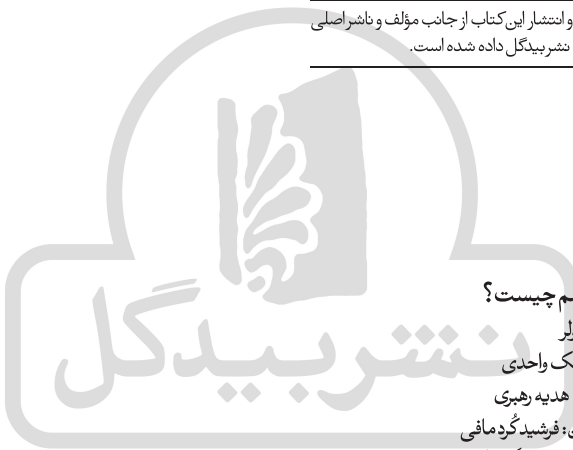 و انتشار این کتاب از جانب مؤلف و ناشر اصلی
نشر بیدگل داده شده است.
چیست؟
واحدی
هدیه رهبری
فرشید کُردمافی
نشر بیدگل